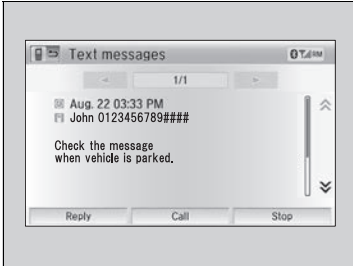 Text messages
1/1
Aug. 22 03:33 PM
John 0123456789####
Check the message
when vehicle is parked.
Reply Call Stop